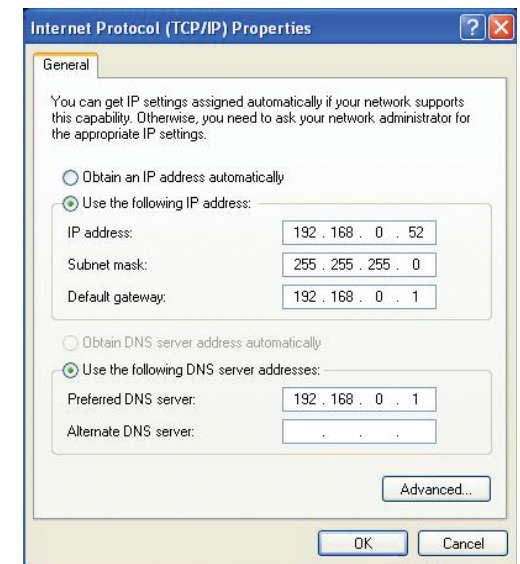 Internet Protocol (TCP/IP) Properties
General
You can get IP settings assigned automatically if your network supports
this capability. Otherwise, you need to ask your network administrator for
the appropriate IP settings.
Obtain an IP address automatically
Use the following IP address:
IP address: 192 . 168 . 0 . 52
Subnet mask: 255 . 255 . 255 . 0
Default gateway: 192 . 168 . 0 . 1
Obtain DNS server address automatically
Use the following DNS server addresses:
Preferred DNS server: 192 . 168 . 0 . 1
Alternate DNS server: . . .
Advanced...
OK Cancel